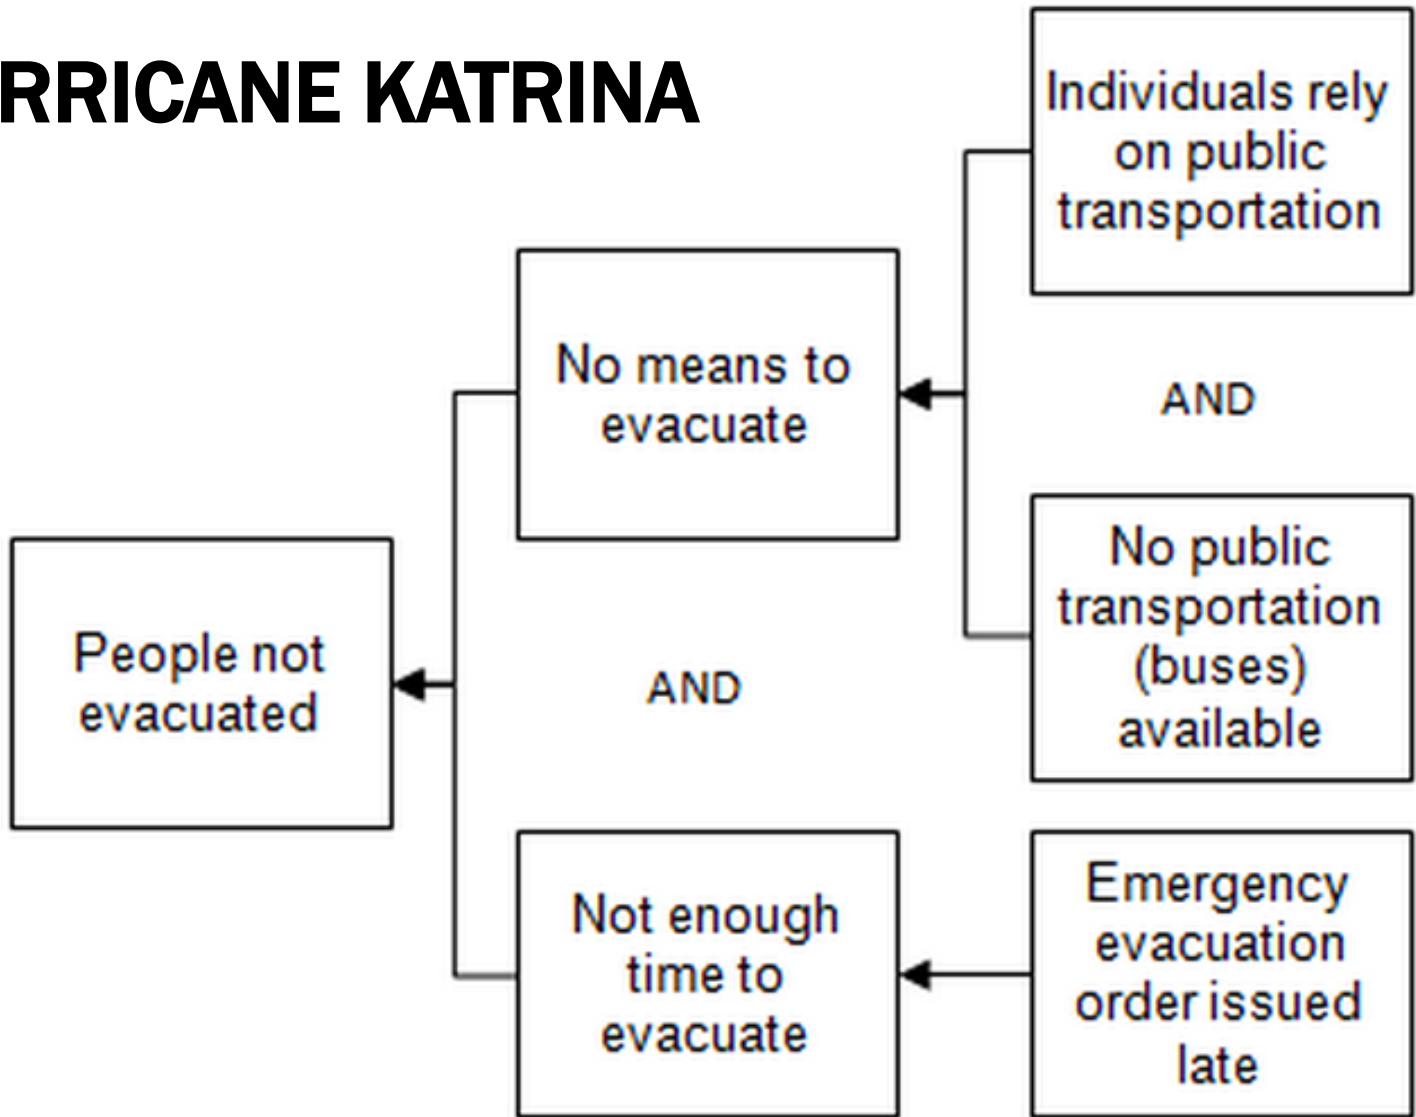 RRICANE KATRINA
Individuals rely
on public
transportation
No means to
evacuate
AND
No public
transportation
(buses)
available
People not
evacuated
AND
Not enough
time to
evacuate
Emergency
evacuation
order issued
late